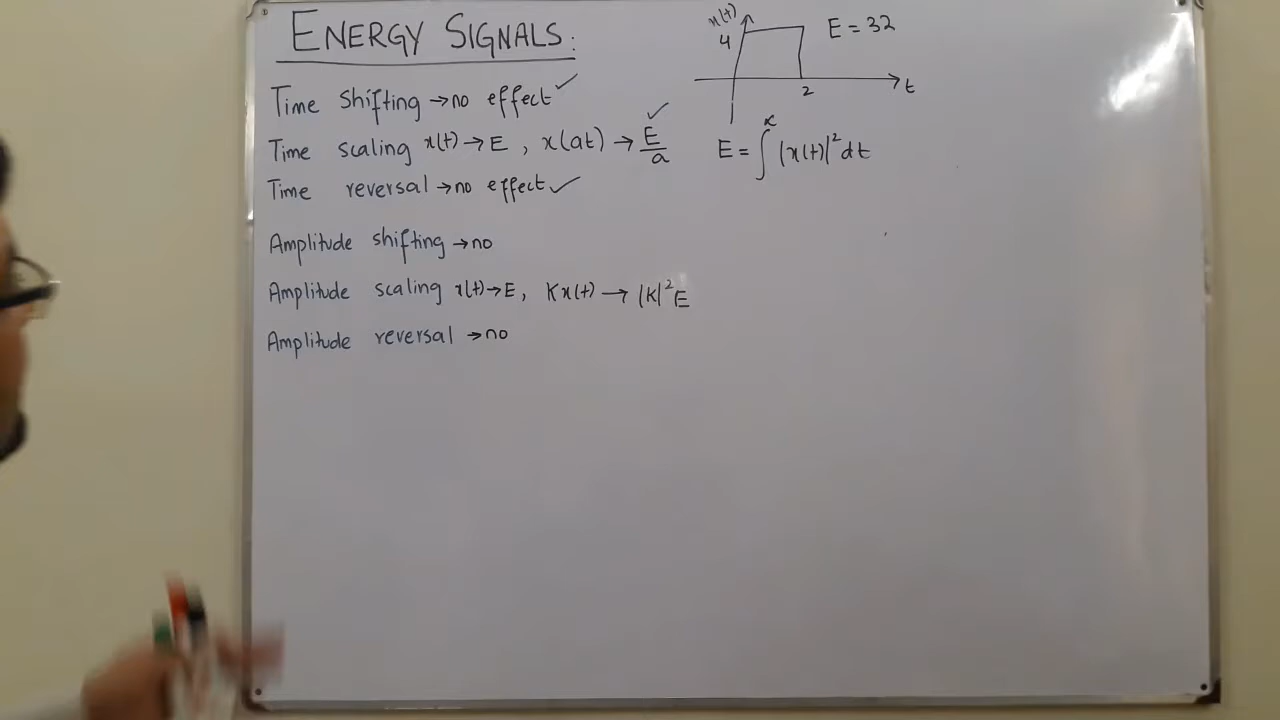 ENERGY SIGNALS:
Time shifting → no effect ✓
Time scaling x(t) → E , x(at) → E/a ✓
Time reversal → no effect ✓
Amplitude shifting → no
Amplitude scaling x(t) → E, Kx(t) → |K|²E
Amplitude reversal → no
x(t)
4
E = 32
2
t
E = ∫^∝ |x(t)|² dt